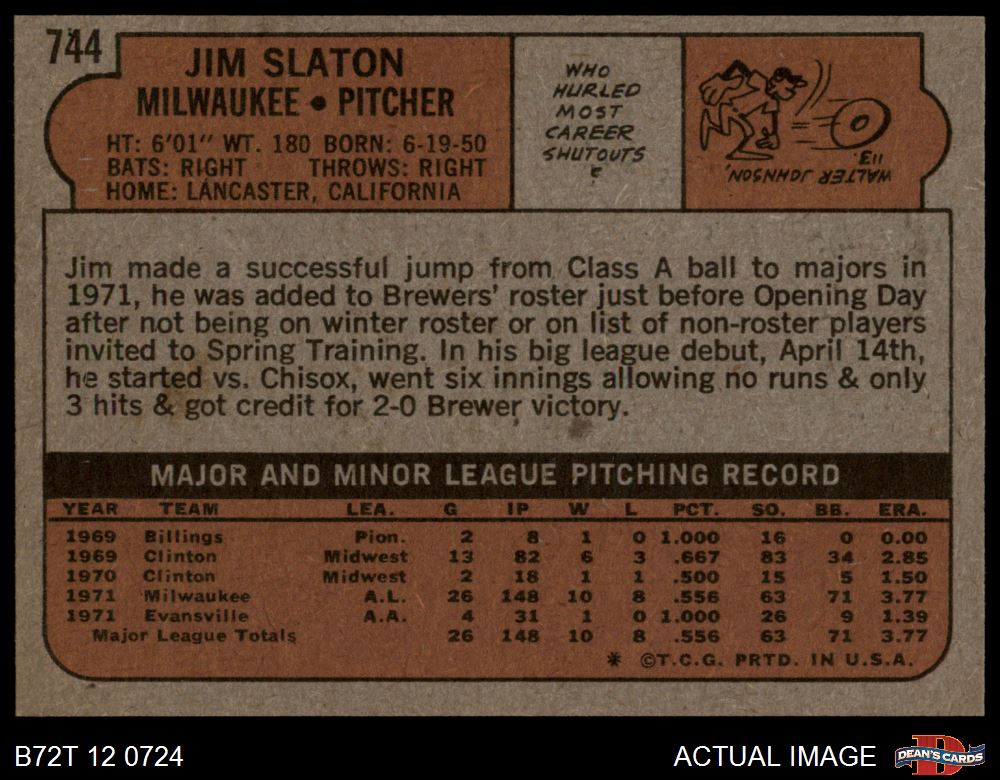 744
JIM SLATON
MILWAUKEE • PITCHER
HT: 6'01" WT. 180 BORN: 6-19-50
BATS: RIGHT THROWS: RIGHT
HOME: LANCASTER, CALIFORNIA
WHO
HURLED
MOST
CAREER
SHUTOUTS
?
WALTER JOHNSON,
113.
Jim made a successful jump from Class A ball to majors in
1971, he was added to Brewers' roster just before Opening Day
after not being on winter roster or on list of non-roster players
invited to Spring Training. In his big league debut, April 14th,
he started vs. Chisox, went six innings allowing no runs & only
3 hits & got credit for 2-0 Brewer victory.
MAJOR AND MINOR LEAGUE PITCHING RECORD
YEAR TEAM LEA. G IP W L PCT. SO. BB. ERA.
1969 Billings Pion. 2 8 1 0 1.000 16 0 0.00
1969 Clinton Midwest 13 82 6 3 .667 83 34 2.85
1970 Clinton Midwest 2 18 1 1 .500 15 5 1.50
1971 Milwaukee A.L. 26 148 10 8 .556 63 71 3.77
1971 Evansville A.A. 4 31 1 0 1.000 26 9 1.39
Major League Totals 26 148 10 8 .556 63 71 3.77
* ©T.C.G. PRTD. IN U.S.A.
B72T 12 0724
ACTUAL IMAGE
D
DEAN'S CARDS